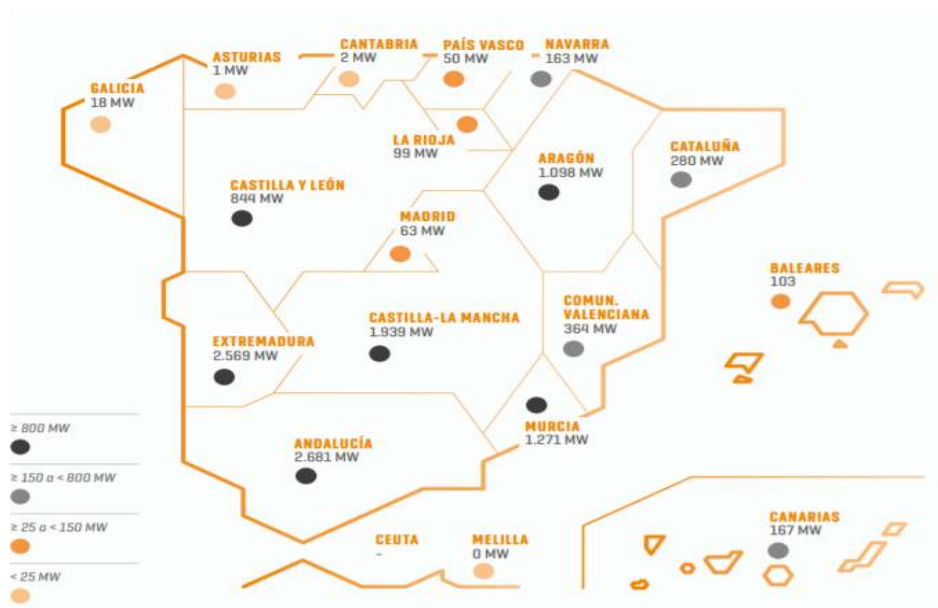 ASTURIAS
1 MW
CANTABRIA
2 MW
PAÍS VASCO
50 MW
NAVARRA
163 MW
GALICIA
18 MW
LA RIOJA
99 MW
ARAGÓN
1.098 MW
CATALUÑA
280 MW
CASTILLA Y LEÓN
844 MW
MADRID
63 MW
BALEARES
103
COMUN.
VALENCIANA
364 MW
CASTILLA-LA MANCHA
1.939 MW
EXTREMADURA
2.569 MW
MURCIA
1.271 MW
ANDALUCÍA
2.681 MW
≥ 800 MW
≥ 150 a < 800 MW
≥ 25 a < 150 MW
< 25 MW
CEUTA
-
MELILLA
0 MW
CANARIAS
167 MW